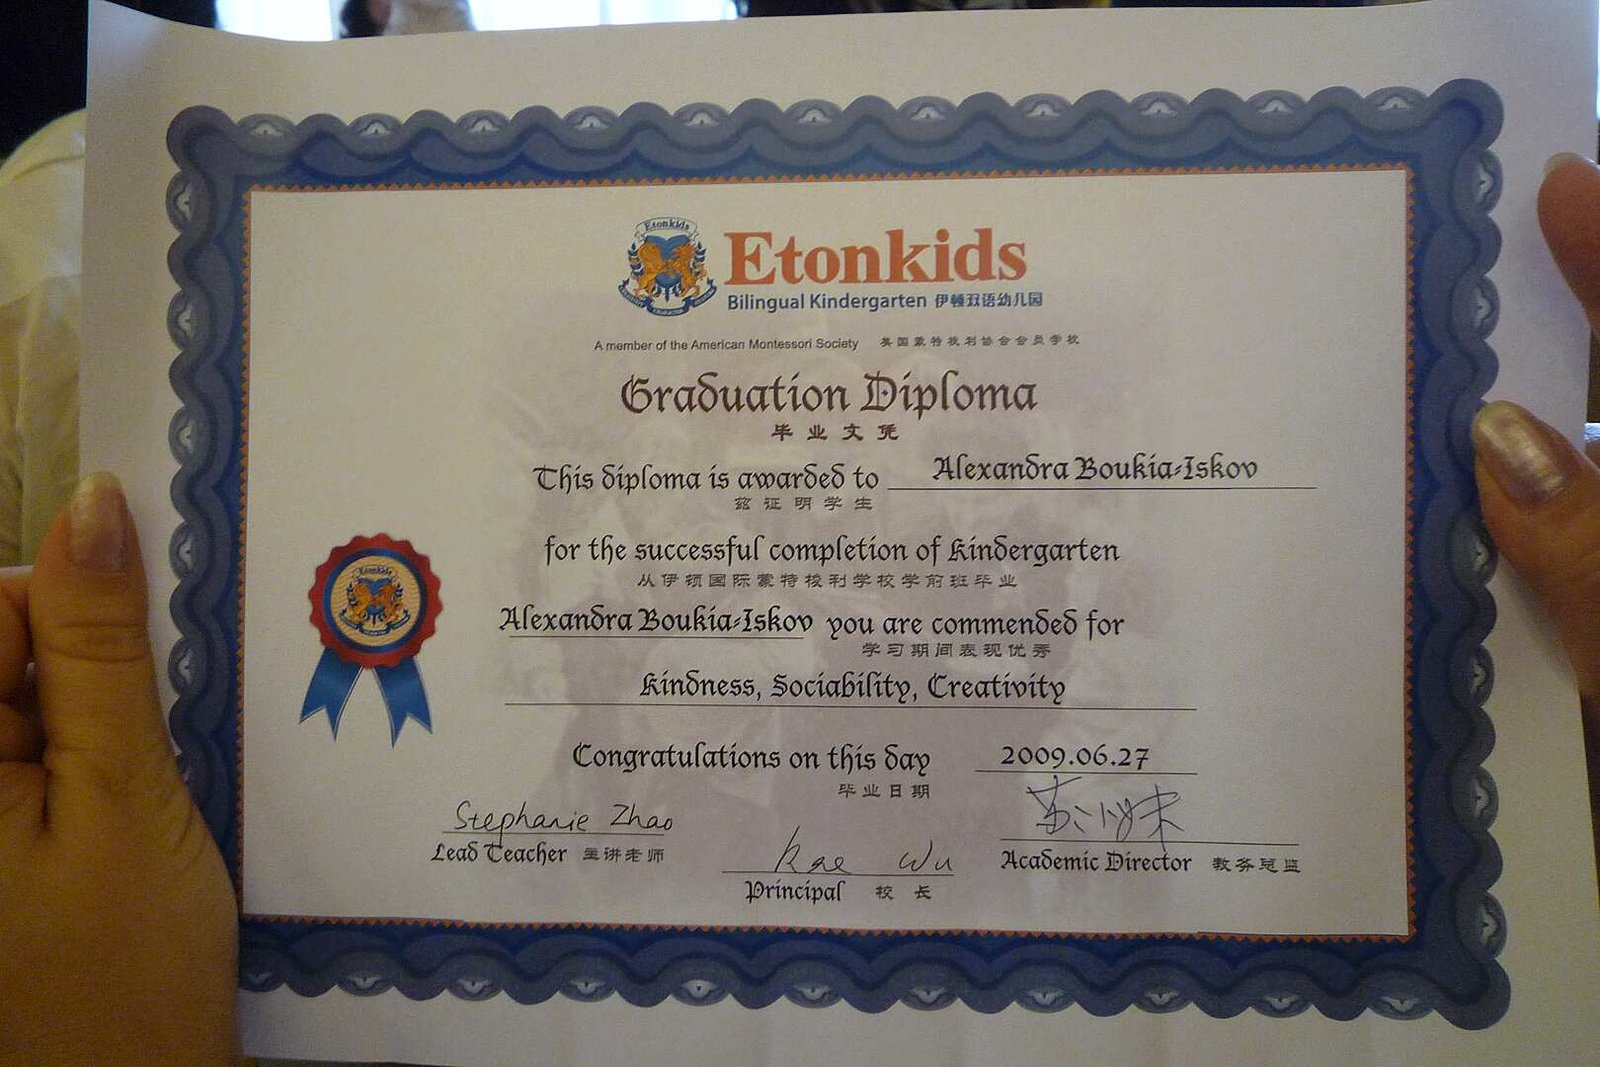 Etonkids
Etonkids
Bilingual Kindergarten 伊顿双语幼儿园
A member of the American Montessori Society 美国蒙特梭利协会会员学校
Graduation Diploma
毕业文凭
This diploma is awarded to Alexandra Boukia-Iskov
兹证明学生
for the successful completion of kindergarten
从伊顿国际蒙特梭利学校学前班毕业
Alexandra Boukia-Iskov you are commended for
学习期间表现优秀
Kindness, Sociability, Creativity
Etonkids
Congratulations on this day 2009.06.27
毕业日期
Stephanie Zhao
Lead Teacher 主讲老师
Kae Wu
Principal 校长
Academic Director 教务总监